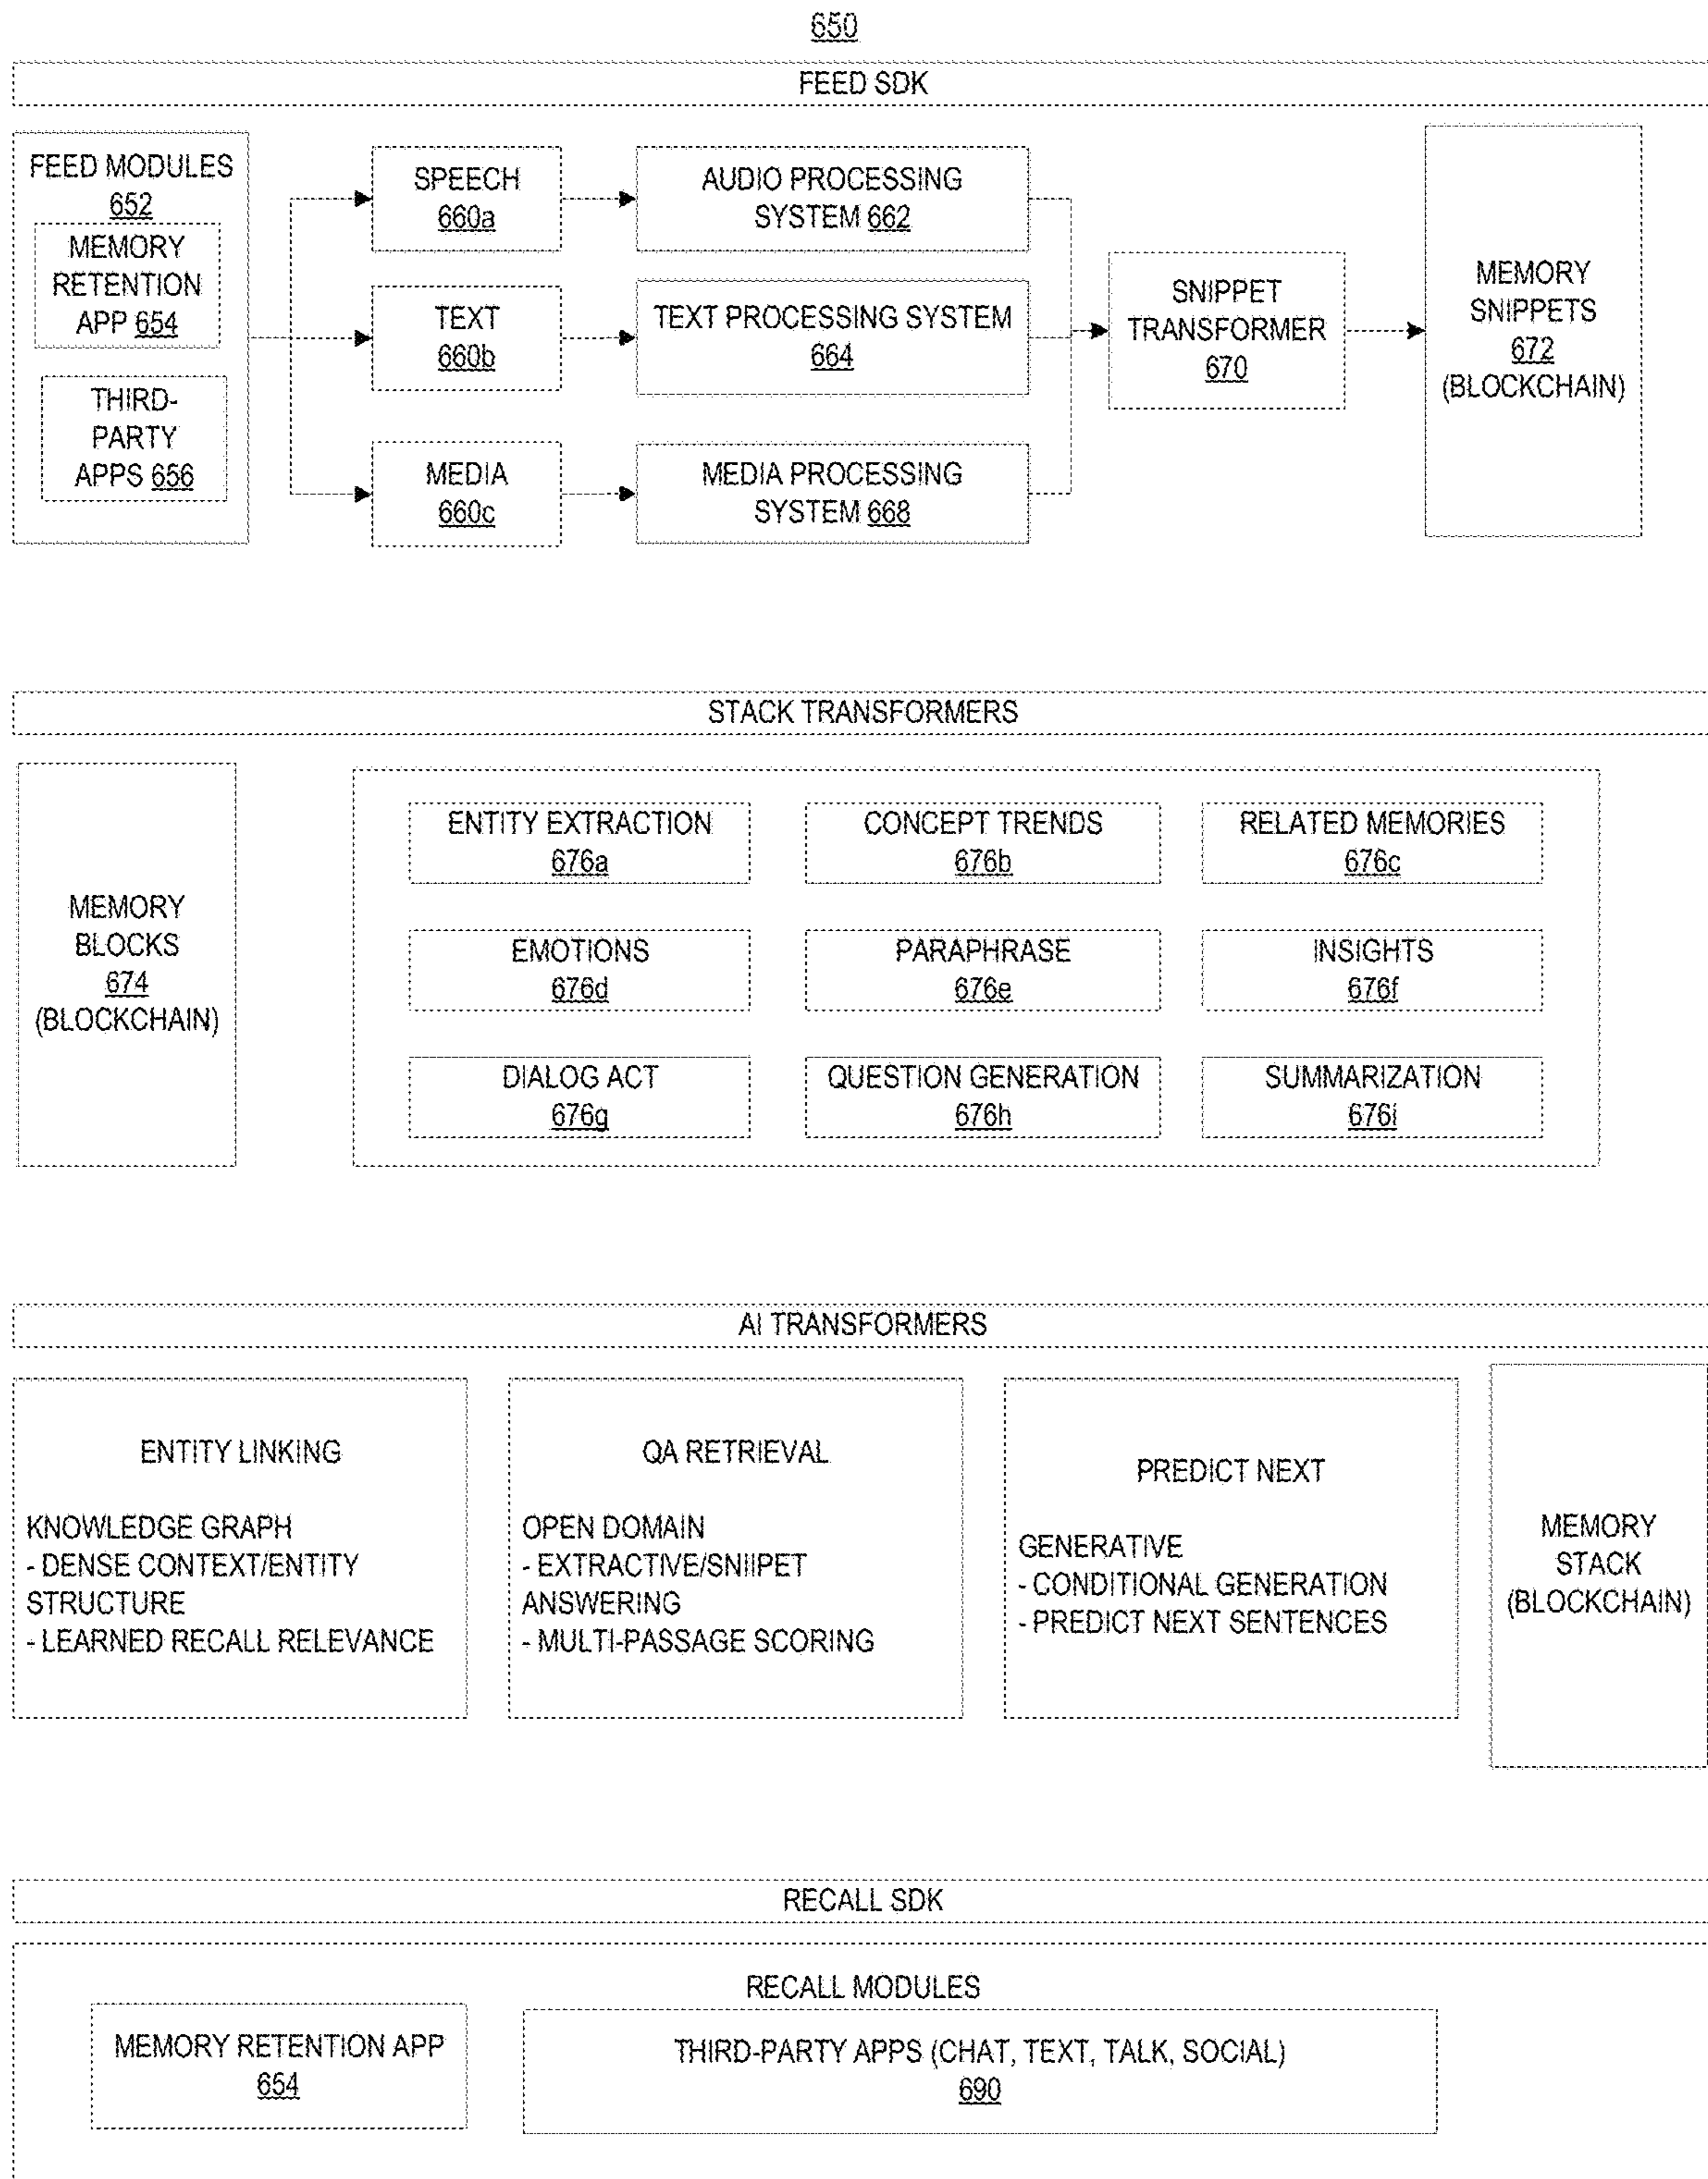 650
FEED SDK
FEED MODULES
652
MEMORY
RETENTION
APP 654
THIRD-
PARTY
APPS 656
SPEECH
660a
TEXT
660b
MEDIA
660c
AUDIO PROCESSING
SYSTEM 662
TEXT PROCESSING SYSTEM
664
MEDIA PROCESSING
SYSTEM 668
SNIPPET
TRANSFORMER
670
MEMORY
SNIPPETS
672
(BLOCKCHAIN)
STACK TRANSFORMERS
MEMORY
BLOCKS
674
(BLOCKCHAIN)
ENTITY EXTRACTION
676a
CONCEPT TRENDS
676b
RELATED MEMORIES
676c
EMOTIONS
676d
PARAPHRASE
676e
INSIGHTS
676f
DIALOG ACT
676g
QUESTION GENERATION
676h
SUMMARIZATION
676i
AI TRANSFORMERS
ENTITY LINKING
KNOWLEDGE GRAPH
- DENSE CONTEXT/ENTITY
STRUCTURE
- LEARNED RECALL RELEVANCE
QA RETRIEVAL
OPEN DOMAIN
- EXTRACTIVE/SNIIPET
ANSWERING
- MULTI-PASSAGE SCORING
PREDICT NEXT
GENERATIVE
- CONDITIONAL GENERATION
- PREDICT NEXT SENTENCES
MEMORY
STACK
(BLOCKCHAIN)
RECALL SDK
RECALL MODULES
MEMORY RETENTION APP
654
THIRD-PARTY APPS (CHAT, TEXT, TALK, SOCIAL)
690